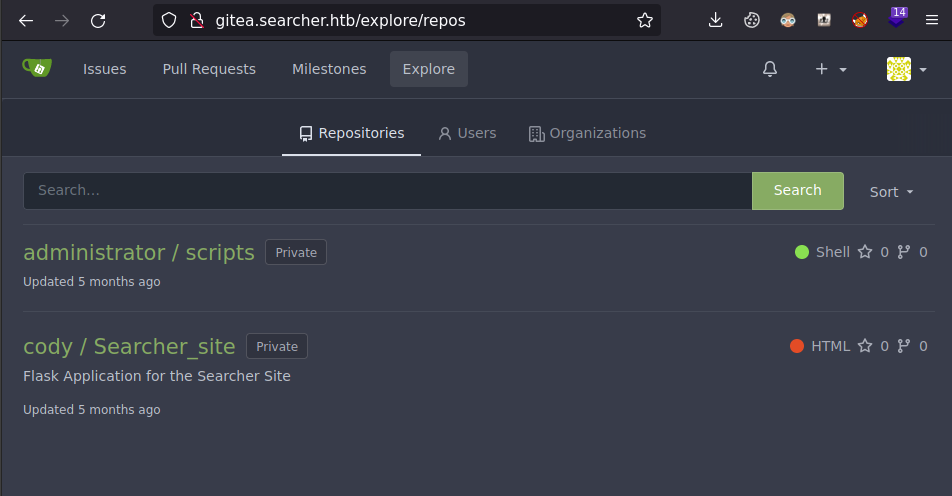 gitea.searcher.htb/explore/repos
14
Issues Pull Requests Milestones Explore
Repositories Users Organizations
Search... Search Sort
administrator / scripts Private Shell 0 0
Updated 5 months ago
cody / Searcher_site Private HTML 0 0
Flask Application for the Searcher Site
Updated 5 months ago